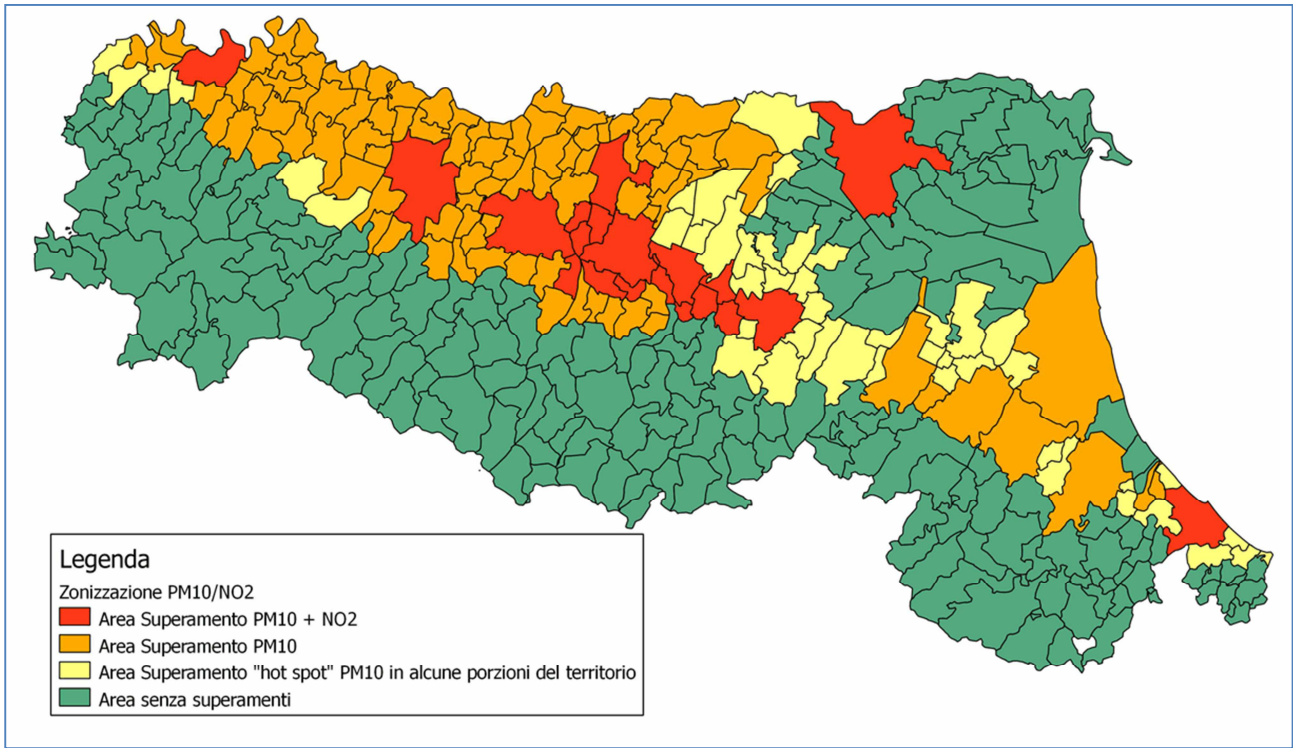 Legenda
Zonizzazione PM10/NO2
Area Superamento PM10 + NO2
Area Superamento PM10
Area Superamento "hot spot" PM10 in alcune porzioni del territorio
Area senza superamenti